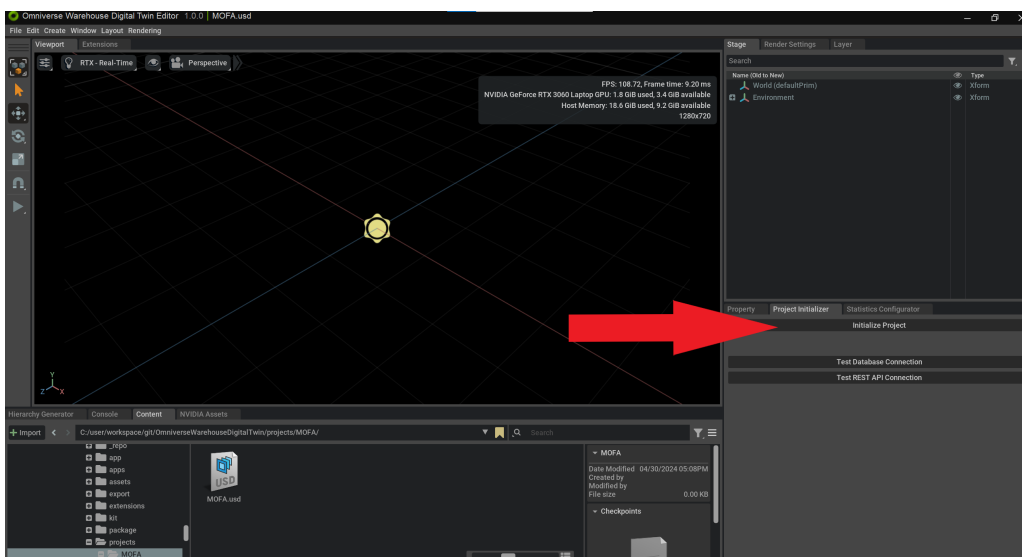 Omniverse Warehouse Digital Twin Editor 1.0.0 | MOFA.usd
File Edit Create Window Layout Rendering
Viewport Extensions
RTX - Real-Time Perspective
FPS: 108.72, Frame time: 9.20 ms
NVIDIA GeForce RTX 3060 Laptop GPU: 1.8 GiB used, 3.4 GiB available
Host Memory: 18.6 GiB used, 9.2 GiB available
1280x720
Y
Z X
Stage Render Settings Layer
Search
Name (Old to New) Type
World (defaultPrim) Xform
Environment Xform
Property Project Initializer Statistics Configurator
Initialize Project
Test Database Connection
Test REST API Connection
Hierarchy Generator Console Content NVIDIA Assets
Import C:/user/workspace/git/OmniverseWarehouseDigitalTwin/projects/MOFA/ Search
_repo
app
apps
assets
export
extensions
kit
package
projects
MOFA
USD
MOFA.usd
MOFA
Date Modified 04/30/2024 05:08PM
Created by
Modified by
File size 0.00 KB
Checkpoints